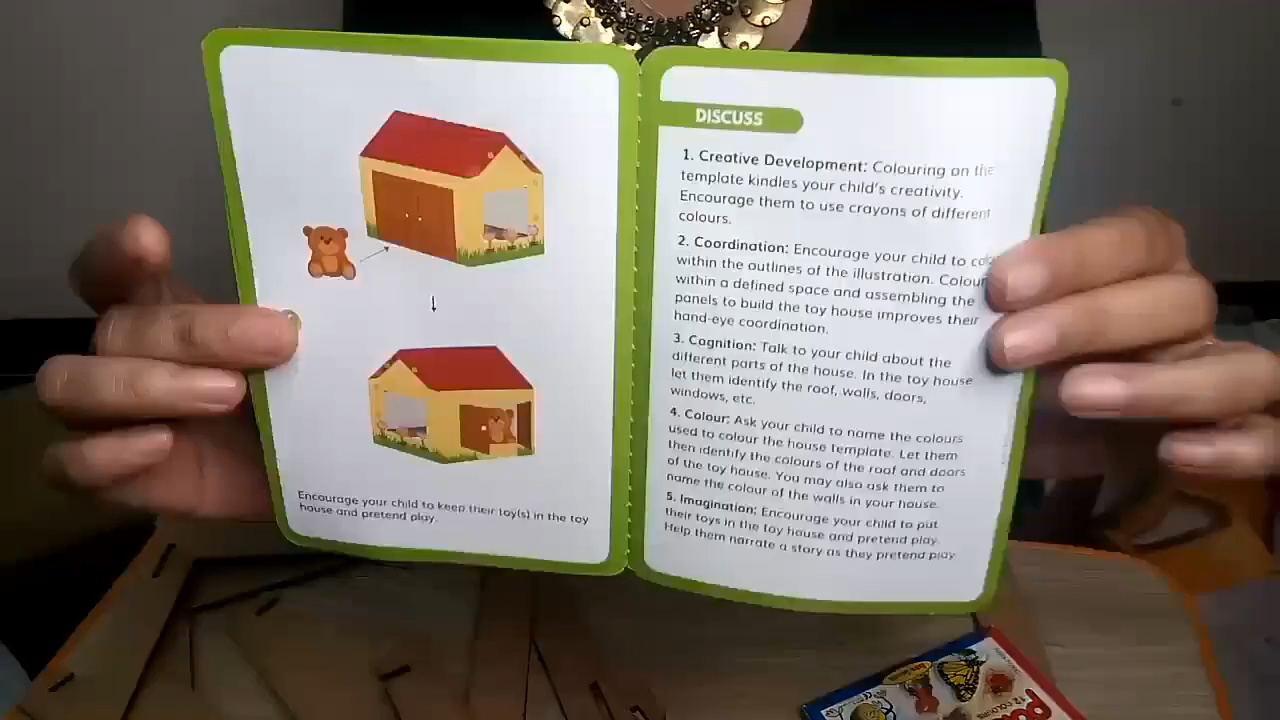 Encourage your child to keep their toy(s) in the toy
house and pretend play.
DISCUSS
1. Creative Development: Colouring on the
template kindles your child's creativity.
Encourage them to use crayons of different
colours.
2. Coordination: Encourage your child to
within the outlines of the illustration. Colour
within a defined space and assembling the
panels to build the toy house improves their
hand-eye coordination.
3. Cognition: Talk to your child about the
different parts of the house. In the toy house
let them identify the roof, walls, doors,
windows, etc.
4. Colour: Ask your child to name the colours
used to colour the house template. Let them
then identify the colours of the roof and doors
of the toy house. You may also ask them to
name the colour of the walls in your house.
5. Imagination: Encourage your child to put
their toys in the toy house and pretend play.
Help them narrate a story as they pretend play.
12 COLOURS